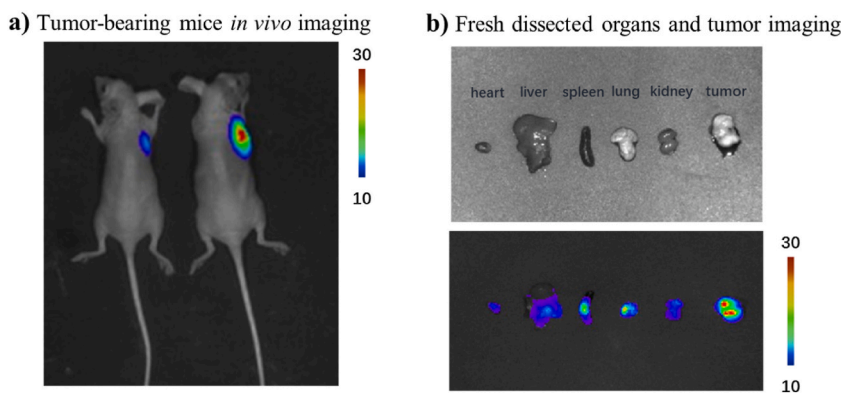 a) Tumor-bearing mice in vivo imaging
30
10
b) Fresh dissected organs and tumor imaging
heart liver spleen lung kidney tumor
30
10